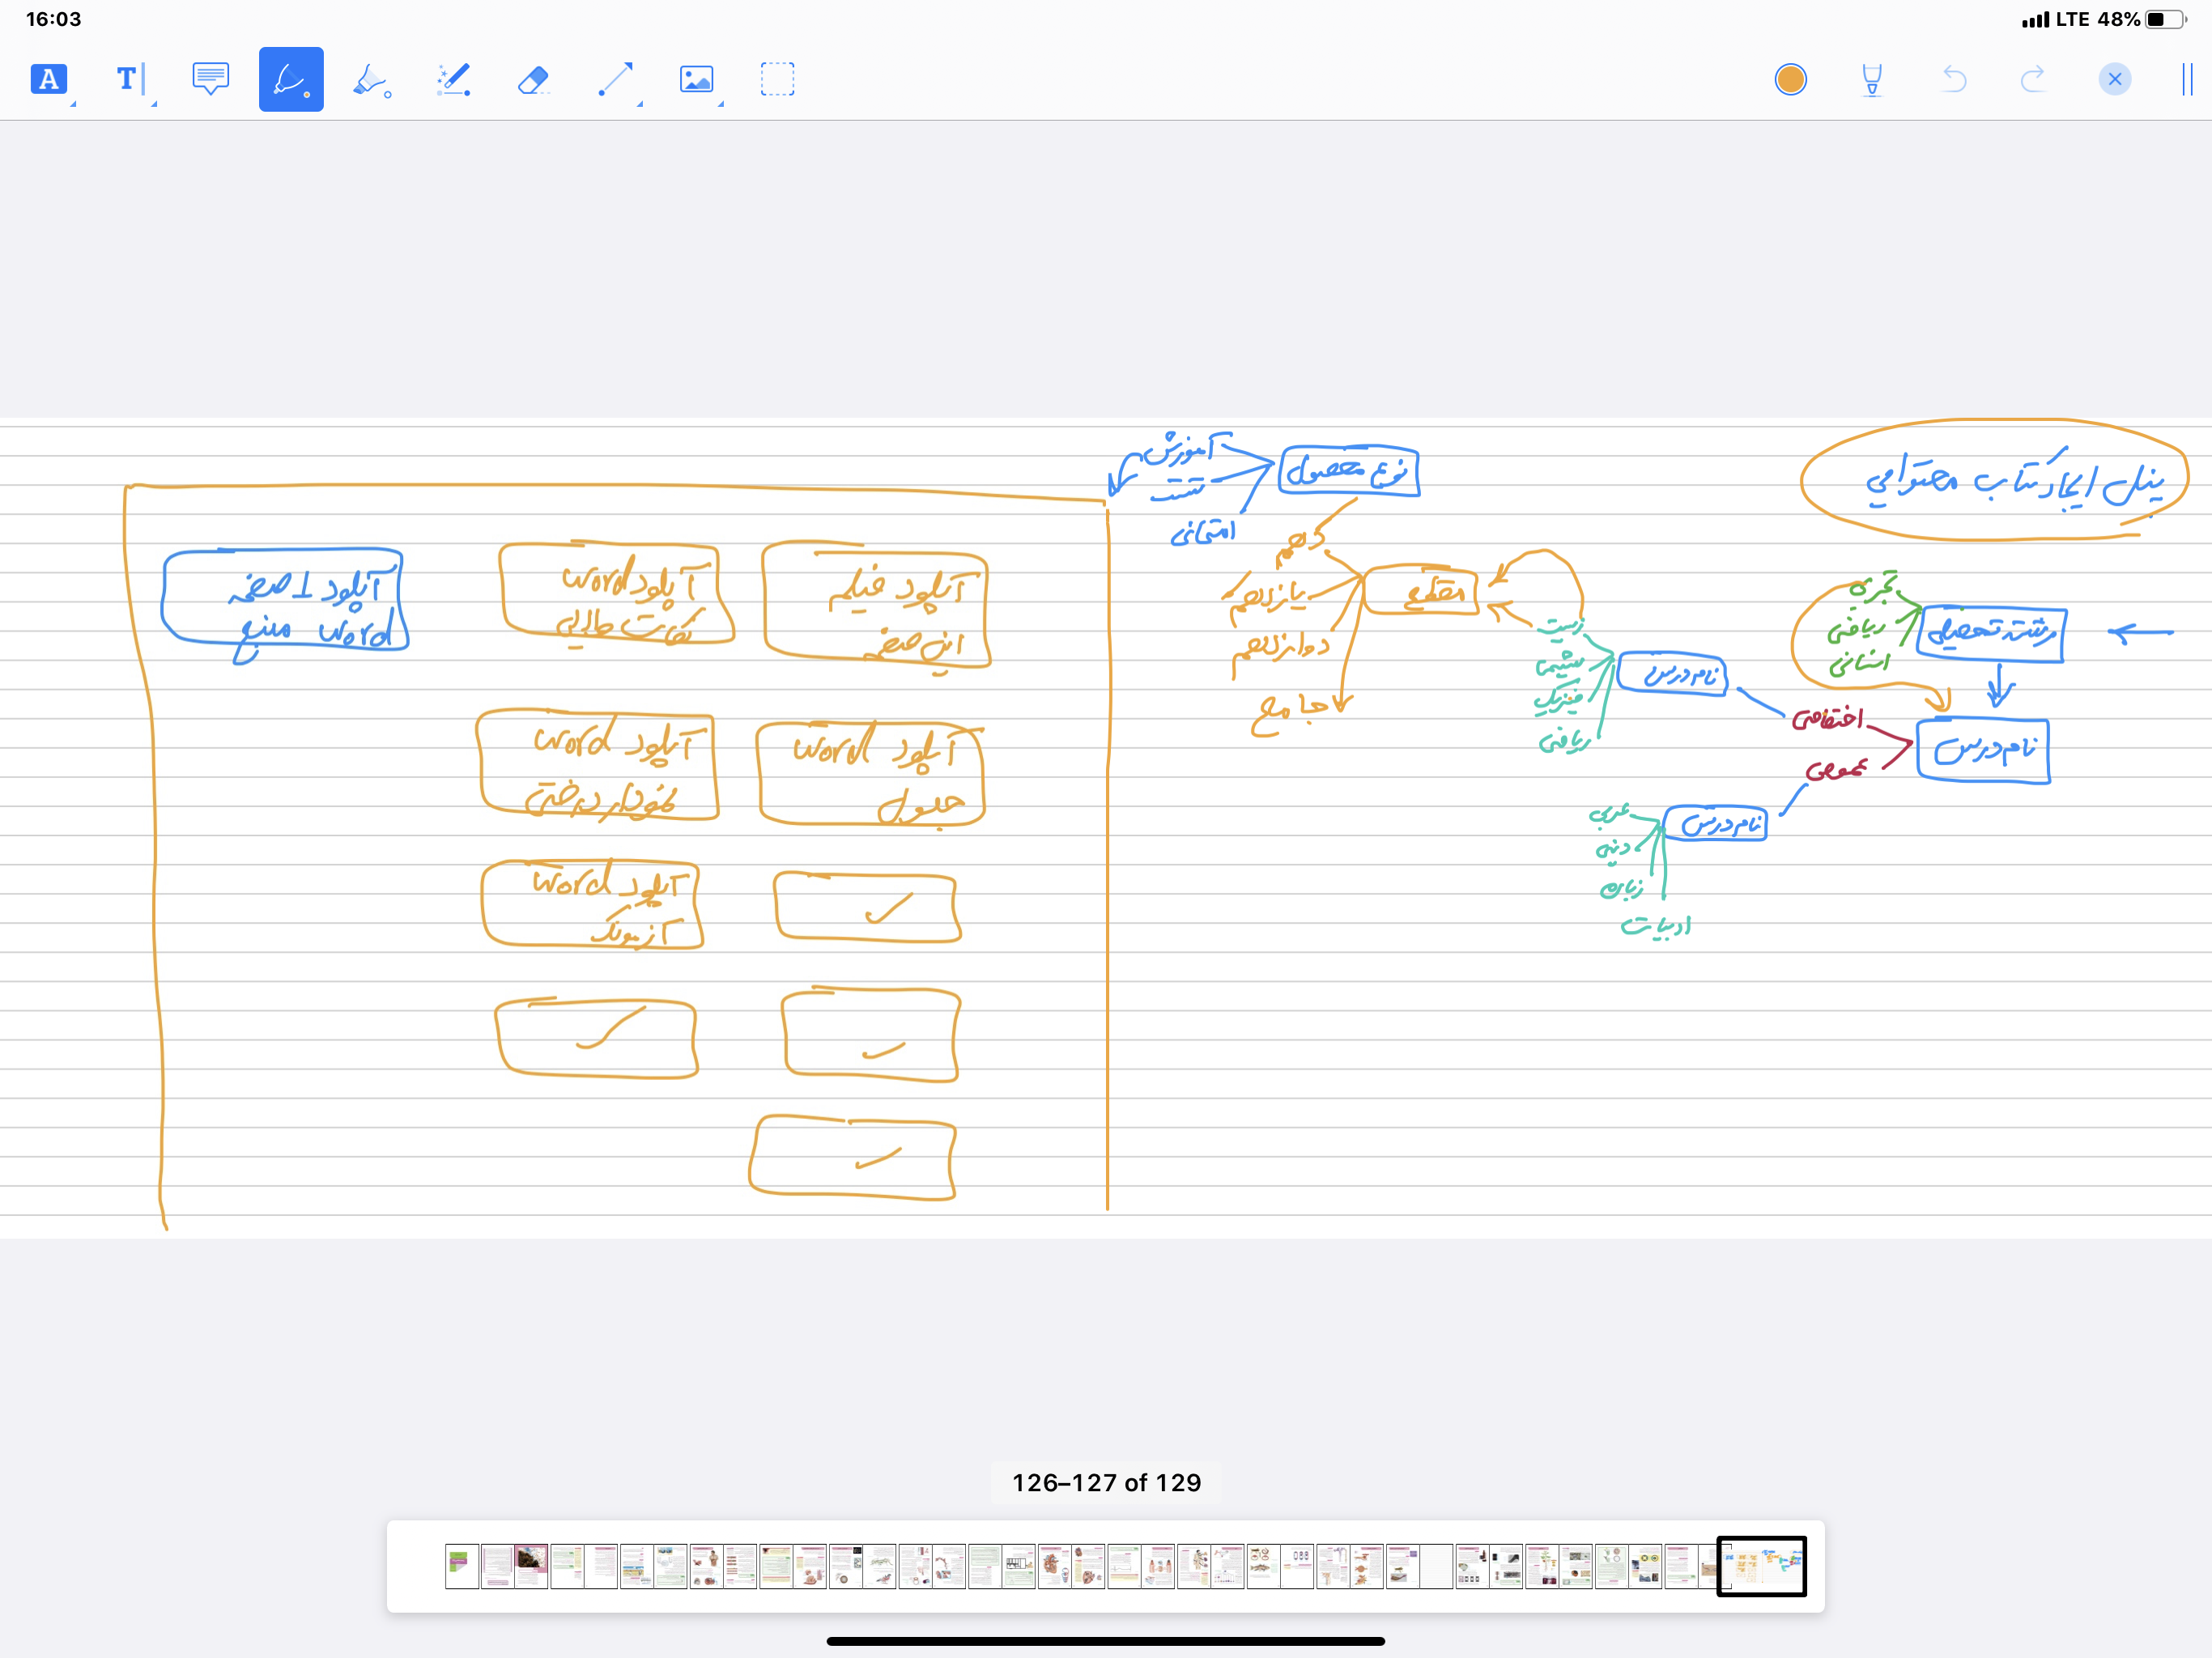 16:03
LTE 48%
A
T
پنل ایجاد کتاب محتوایی
رشته تحصیلی
تجربی
ریاضی
انسانی
نام درس
اختصاصی
عمومی
نام درس
زیست
شیمی
فیزیک
ریاضی
نام درس
عربی
دینی
زبان
ادبیات
مقطع
دهم
یازدهم
دوازدهم
جامع
نوع محصول
آموزش
تست
امتحانی
آپلود فیلم
این صفحه
آپلود word
نکات طلایی
آپلود 1 صفحه
word منبع
آپلود word
جدول
آپلود word
نمودار درختی
آپلود word
آزمونک
126–127 of 129